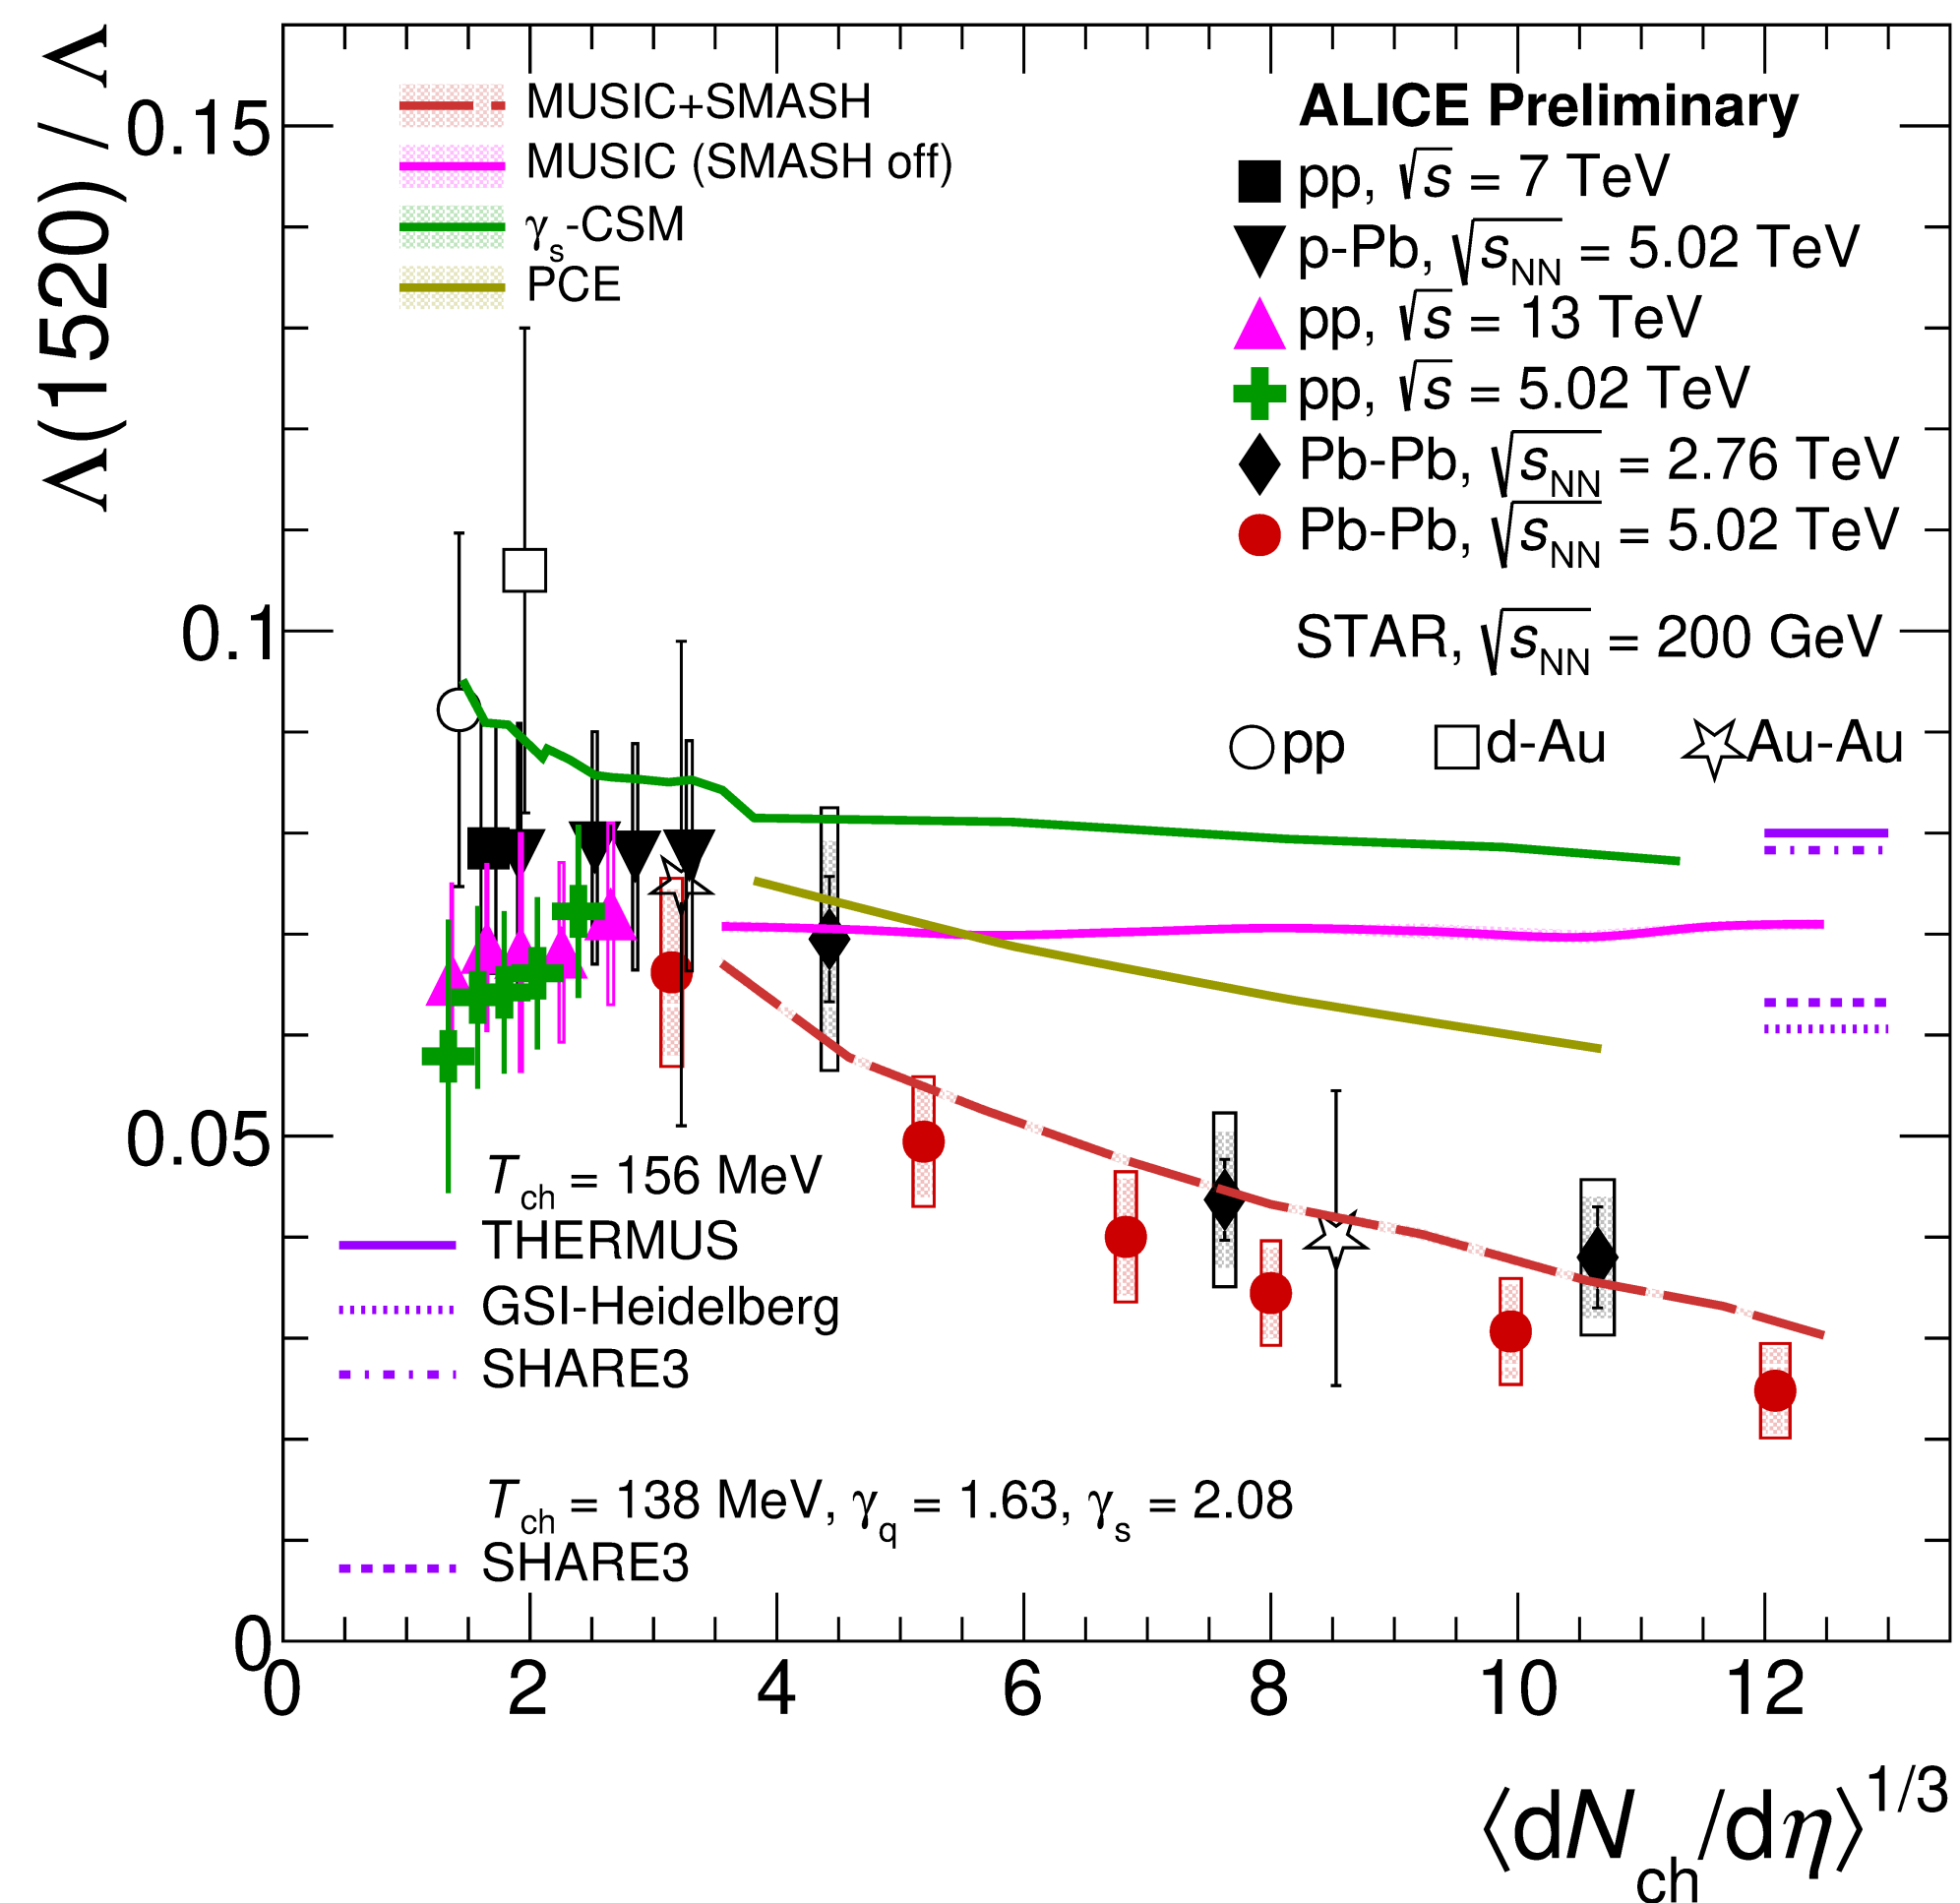 Λ(1520) / Λ
0.15
0.1
0.05
0
MUSIC+SMASH
MUSIC (SMASH off)
γs-CSM
PCE
ALICE Preliminary
pp, √s = 7 TeV
p-Pb, √sNN = 5.02 TeV
pp, √s = 13 TeV
pp, √s = 5.02 TeV
Pb-Pb, √sNN = 2.76 TeV
Pb-Pb, √sNN = 5.02 TeV
STAR, √sNN = 200 GeV
pp d-Au Au-Au
Tch = 156 MeV
THERMUS
GSI-Heidelberg
SHARE3
Tch = 138 MeV, γq = 1.63, γs = 2.08
SHARE3
0 2 4 6 8 10 12
⟨dNch/dη⟩1/3